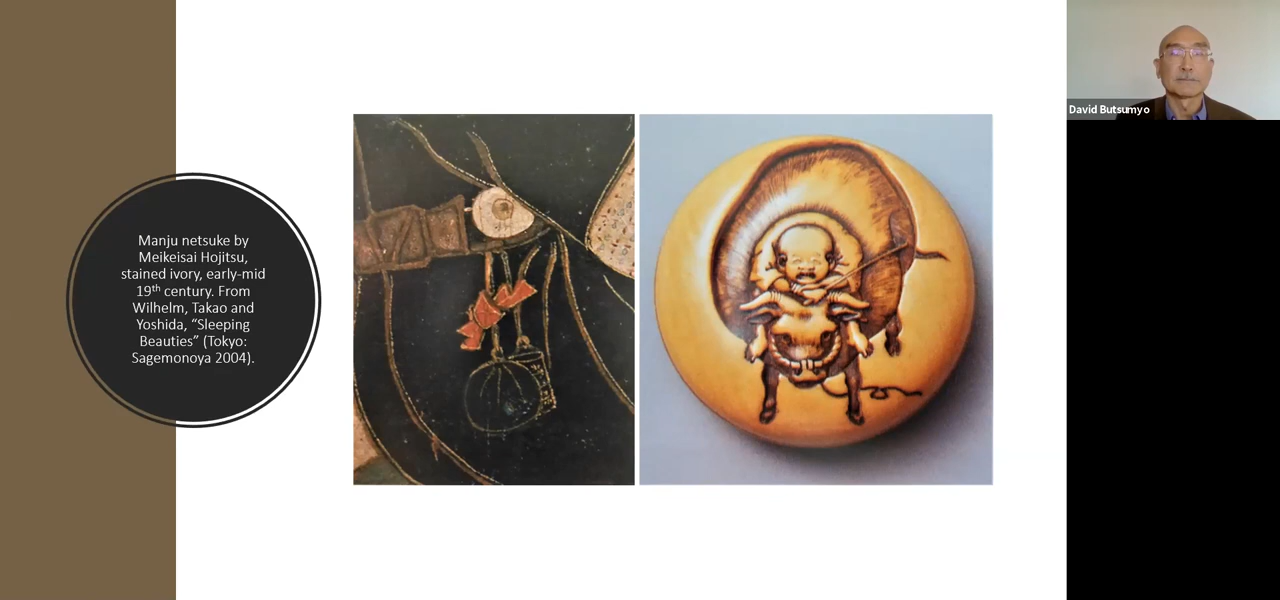 Manju netsuke by
Meikeisai Hojitsu,
stained ivory, early-mid
19th century. From
Wilhelm, Takao and
Yoshida, “Sleeping
Beauties” (Tokyo:
Sagemonoya 2004).
David Butsumyo